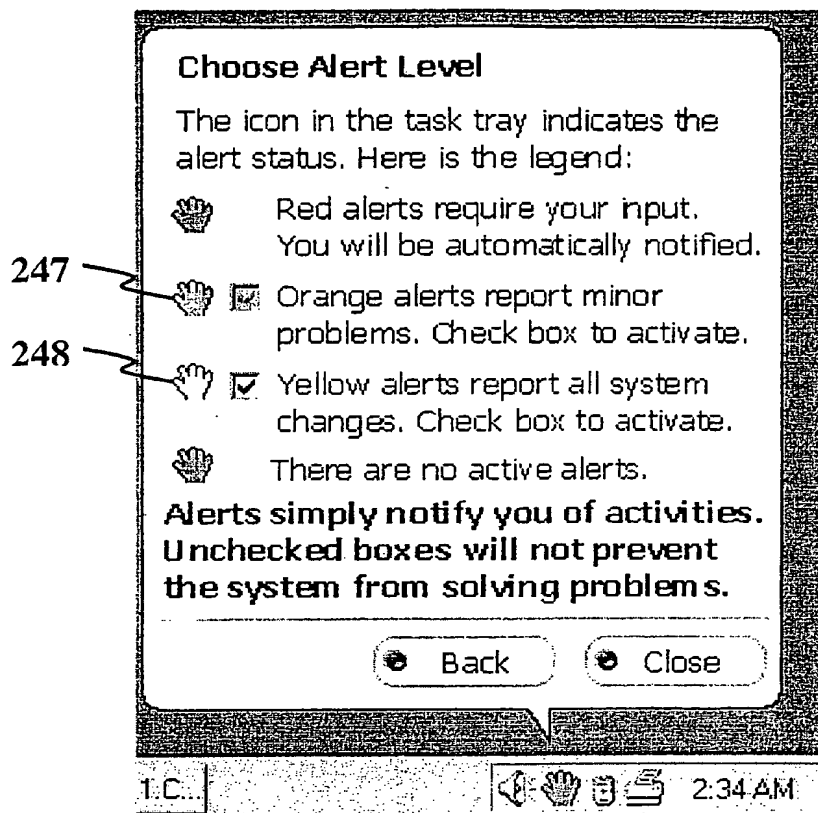 Choose Alert Level
The icon in the task tray indicates the
alert status. Here is the legend:
Red alerts require your input.
You will be automatically notified.
247
Orange alerts report minor
problems. Check box to activate.
248
Yellow alerts report all system
changes. Check box to activate.
There are no active alerts.
Alerts simply notify you of activities.
Unchecked boxes will not prevent
the system from solving problems.
Back Close
1.C... 2:34 AM